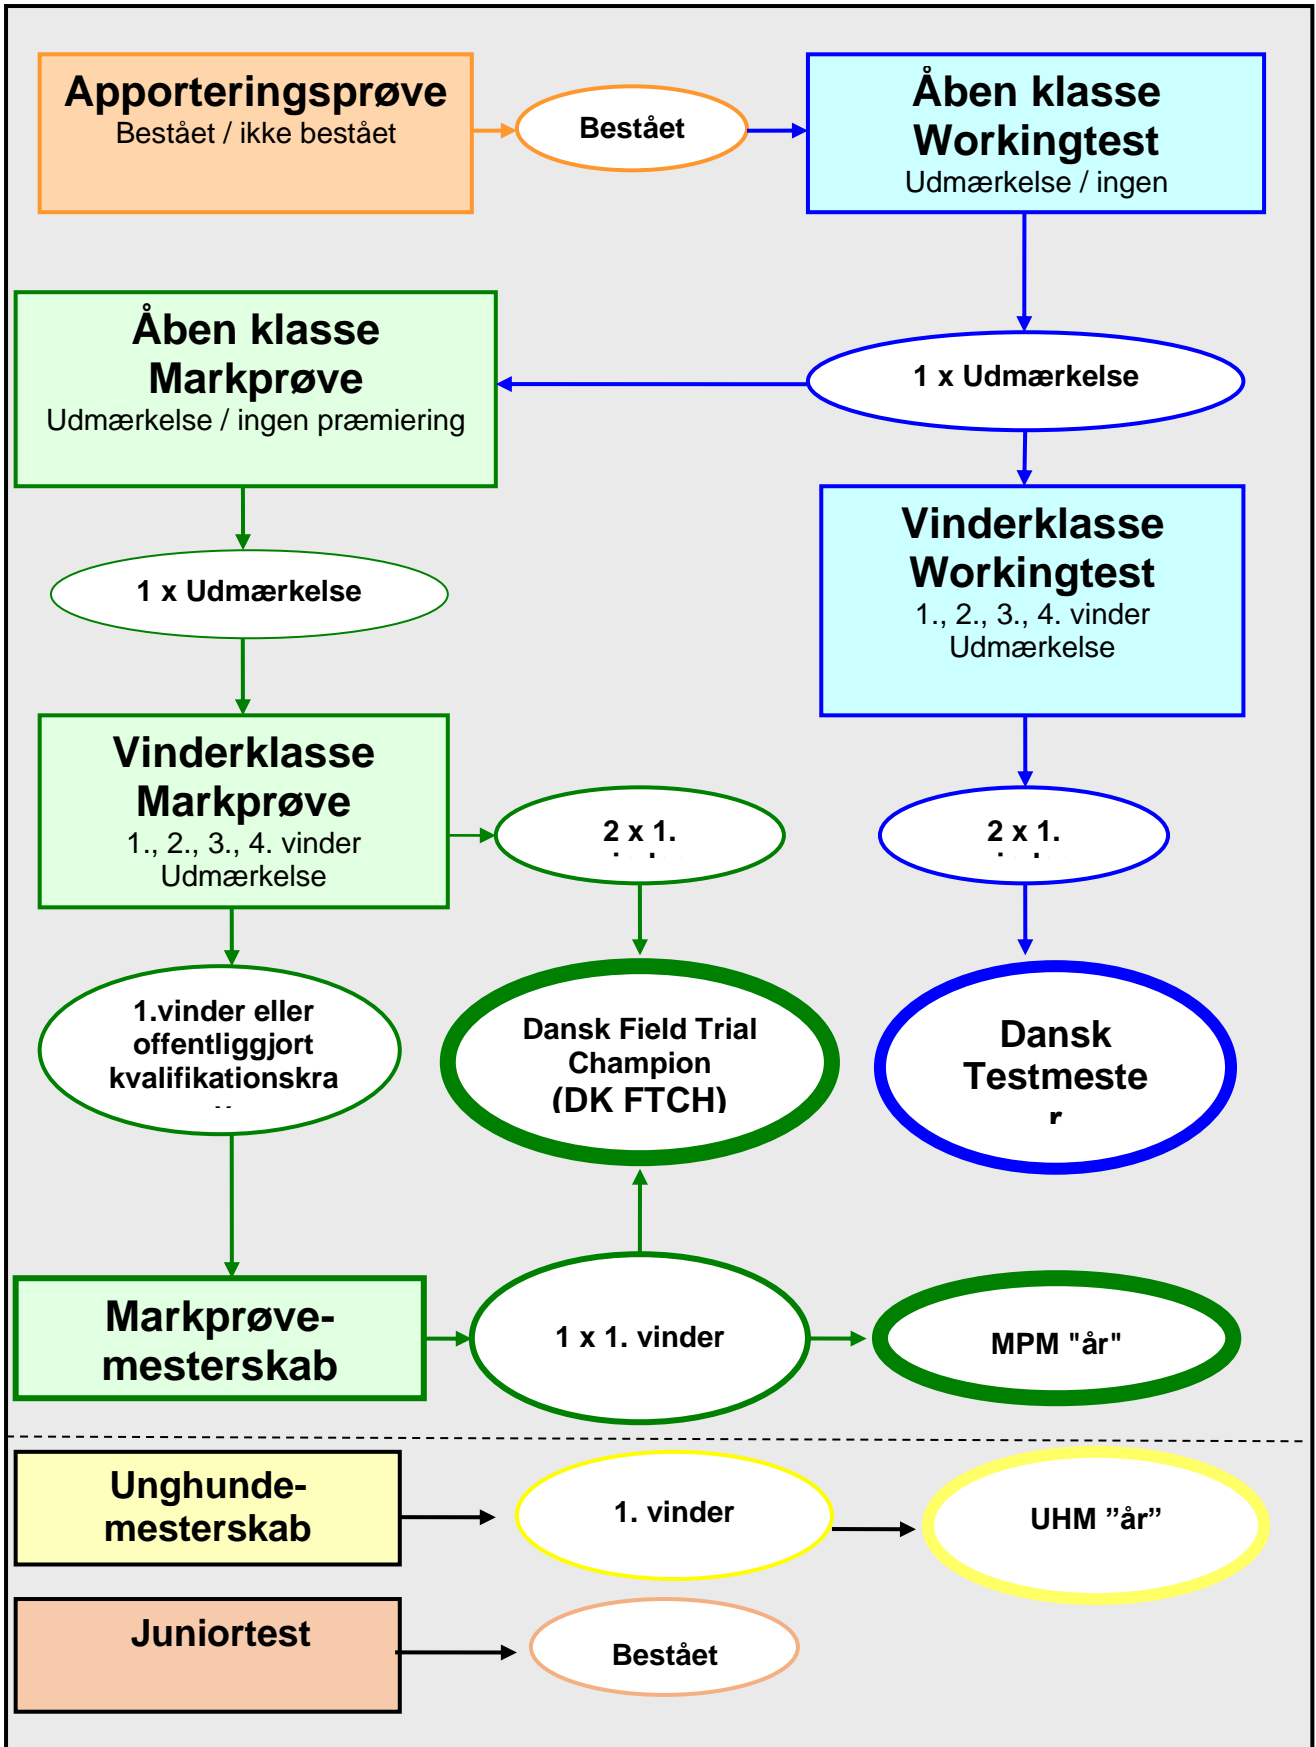 Apporteringsprøve
Bestået / ikke bestået
Bestået
Åben klasse
Workingtest
Udmærkelse / ingen
Åben klasse
Markprøve
Udmærkelse / ingen præmiering
1 x Udmærkelse
1 x Udmærkelse
Vinderklasse
Workingtest
1., 2., 3., 4. vinder
Udmærkelse
Vinderklasse
Markprøve
1., 2., 3., 4. vinder
Udmærkelse
2 x 1.
2 x 1.
1.vinder eller
offentliggjort
kvalifikationskra
Dansk Field Trial
Champion
(DK FTCH)
Dansk
Testmeste
r
Markprøve-
mesterskab
1 x 1. vinder
MPM "år"
Unghunde-
mesterskab
1. vinder
UHM ”år”
Juniortest
Bestået